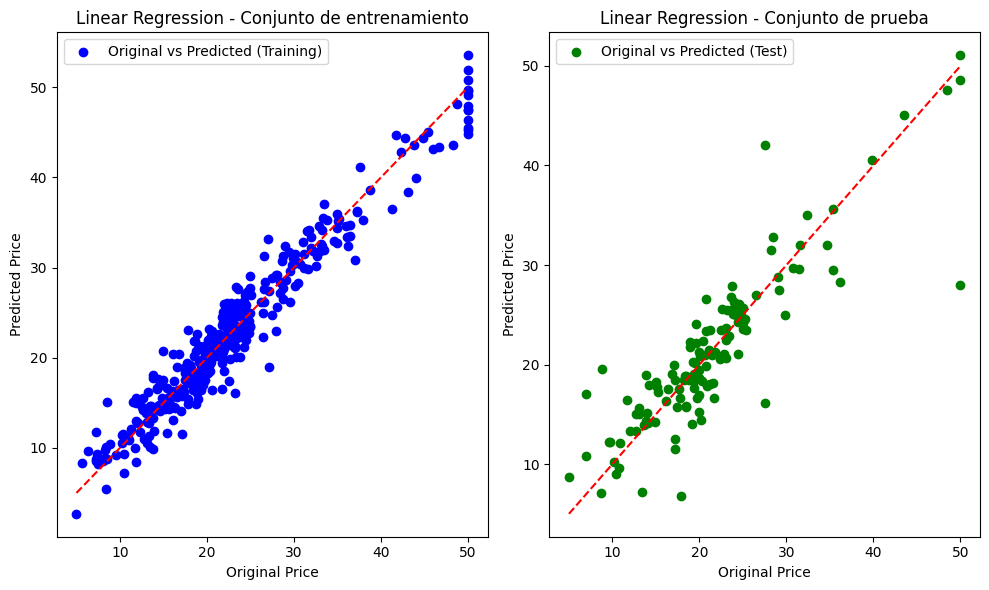 Linear Regression - Conjunto de entrenamiento
Original vs Predicted (Training)
Predicted Price
50
40
30
20
10
10 20 30 40 50
Original Price
Linear Regression - Conjunto de prueba
Original vs Predicted (Test)
Predicted Price
50
40
30
20
10
10 20 30 40 50
Original Price